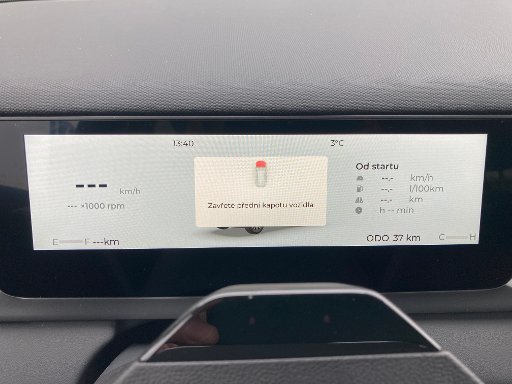 13:40 3°C
--- km/h
--- ×1000 rpm
E F ---km
Zavřete přední kapotu vozidla
Od startu
--.- km/h
--.- l/100km
--.- km
h -- min
ODO 37 km C H